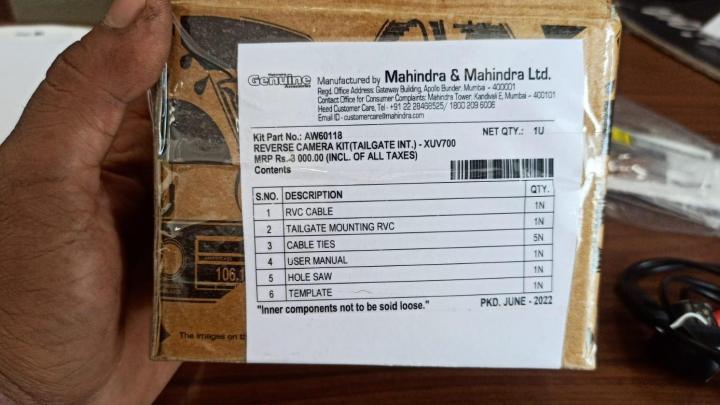 Mahindra
Genuine
Accessories
Manufactured by Mahindra & Mahindra Ltd.
Regd. Office Address: Gateway Building, Apollo Bunder, Mumbai - 400001
Contact Office for Consumer Complaints: Mahindra Tower, Kandivali E, Mumbai - 400101
Heed Customer Care, Tel- +91 22 28468525/ 1800 209 6006
Email ID - customercare@mahindra.com
Kit Part No.: AW60118 NET QTY.: 1U
REVERSE CAMERA KIT(TAILGATE INT.) - XUV700
MRP Rs. 3 000.00 (INCL. OF ALL TAXES)
Contents
S.NO. DESCRIPTION QTY.
1 RVC CABLE 1N
2 TAILGATE MOUNTING RVC 1N
3 CABLE TIES 5N
4 USER MANUAL 1N
5 HOLE SAW 1N
6 TEMPLATE 1N
"Inner components not to be soid loose." PKD. JUNE - 2022
106.1
The images on th